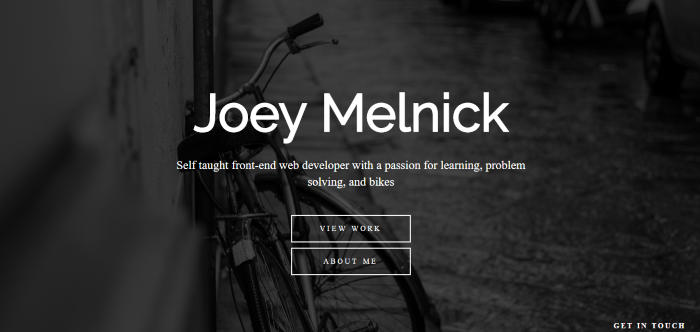 Joey Melnick
Self taught front-end web developer with a passion for learning, problem
solving, and bikes
VIEW WORK
ABOUT ME
GET IN TOUCH